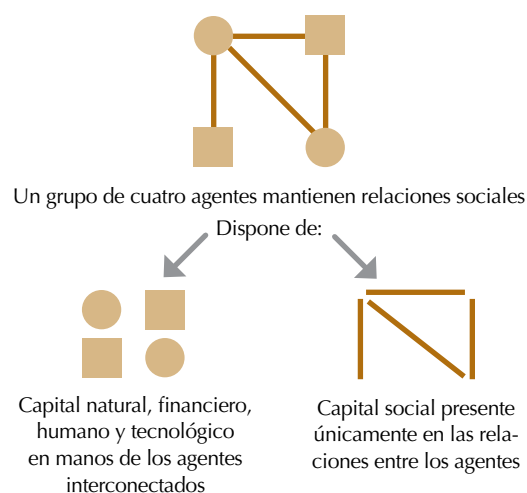 Un grupo de cuatro agentes mantienen relaciones sociales
Dispone de:
Capital natural, financiero,
humano y tecnológico
en manos de los agentes
interconectados
Capital social presente
únicamente en las rela-
ciones entre los agentes